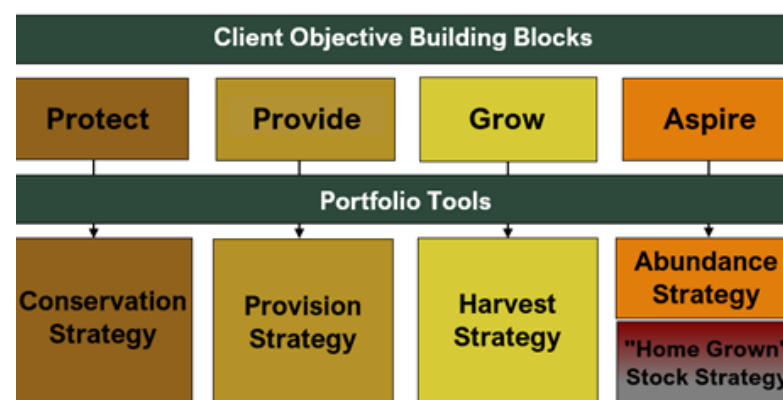 Client Objective Building Blocks
Protect
Provide
Grow
Aspire
Portfolio Tools
Conservation
Strategy
Provision
Strategy
Harvest
Strategy
Abundance
Strategy
"Home Grown"
Stock Strategy